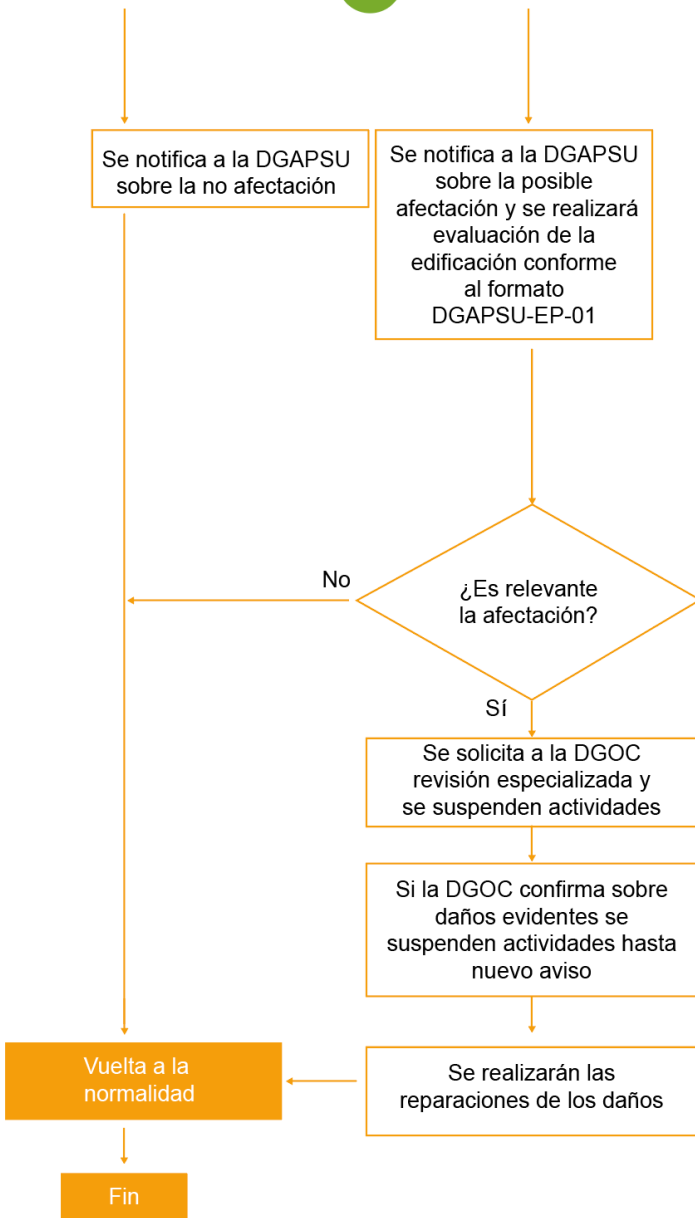 Se notifica a la DGAPSU
sobre la no afectación
Se notifica a la DGAPSU
sobre la posible
afectación y se realizará
evaluación de la
edificación conforme
al formato
DGAPSU-EP-01
¿Es relevante
la afectación?
No
Sí
Se solicita a la DGOC
revisión especializada y
se suspenden actividades
Si la DGOC confirma sobre
daños evidentes se
suspenden actividades hasta
nuevo aviso
Se realizarán las
reparaciones de los daños
Vuelta a la
normalidad
Fin